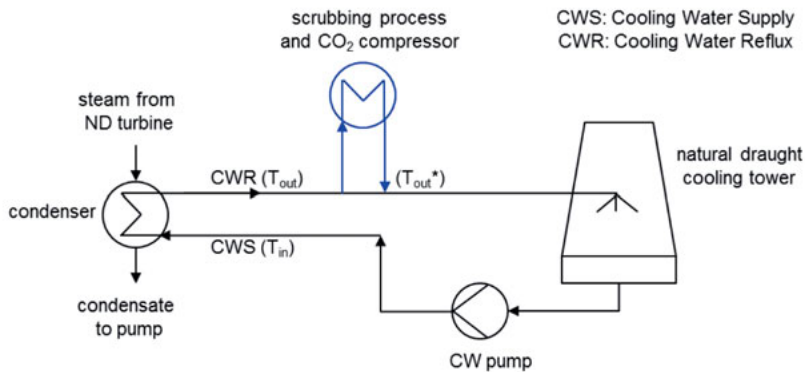 scrubbing process
and CO₂ compressor
CWS: Cooling Water Supply
CWR: Cooling Water Reflux
steam from
ND turbine
natural draught
cooling tower
CWR (Tout)
(Tout*)
condenser
CWS (Tin)
condensate
to pump
CW pump